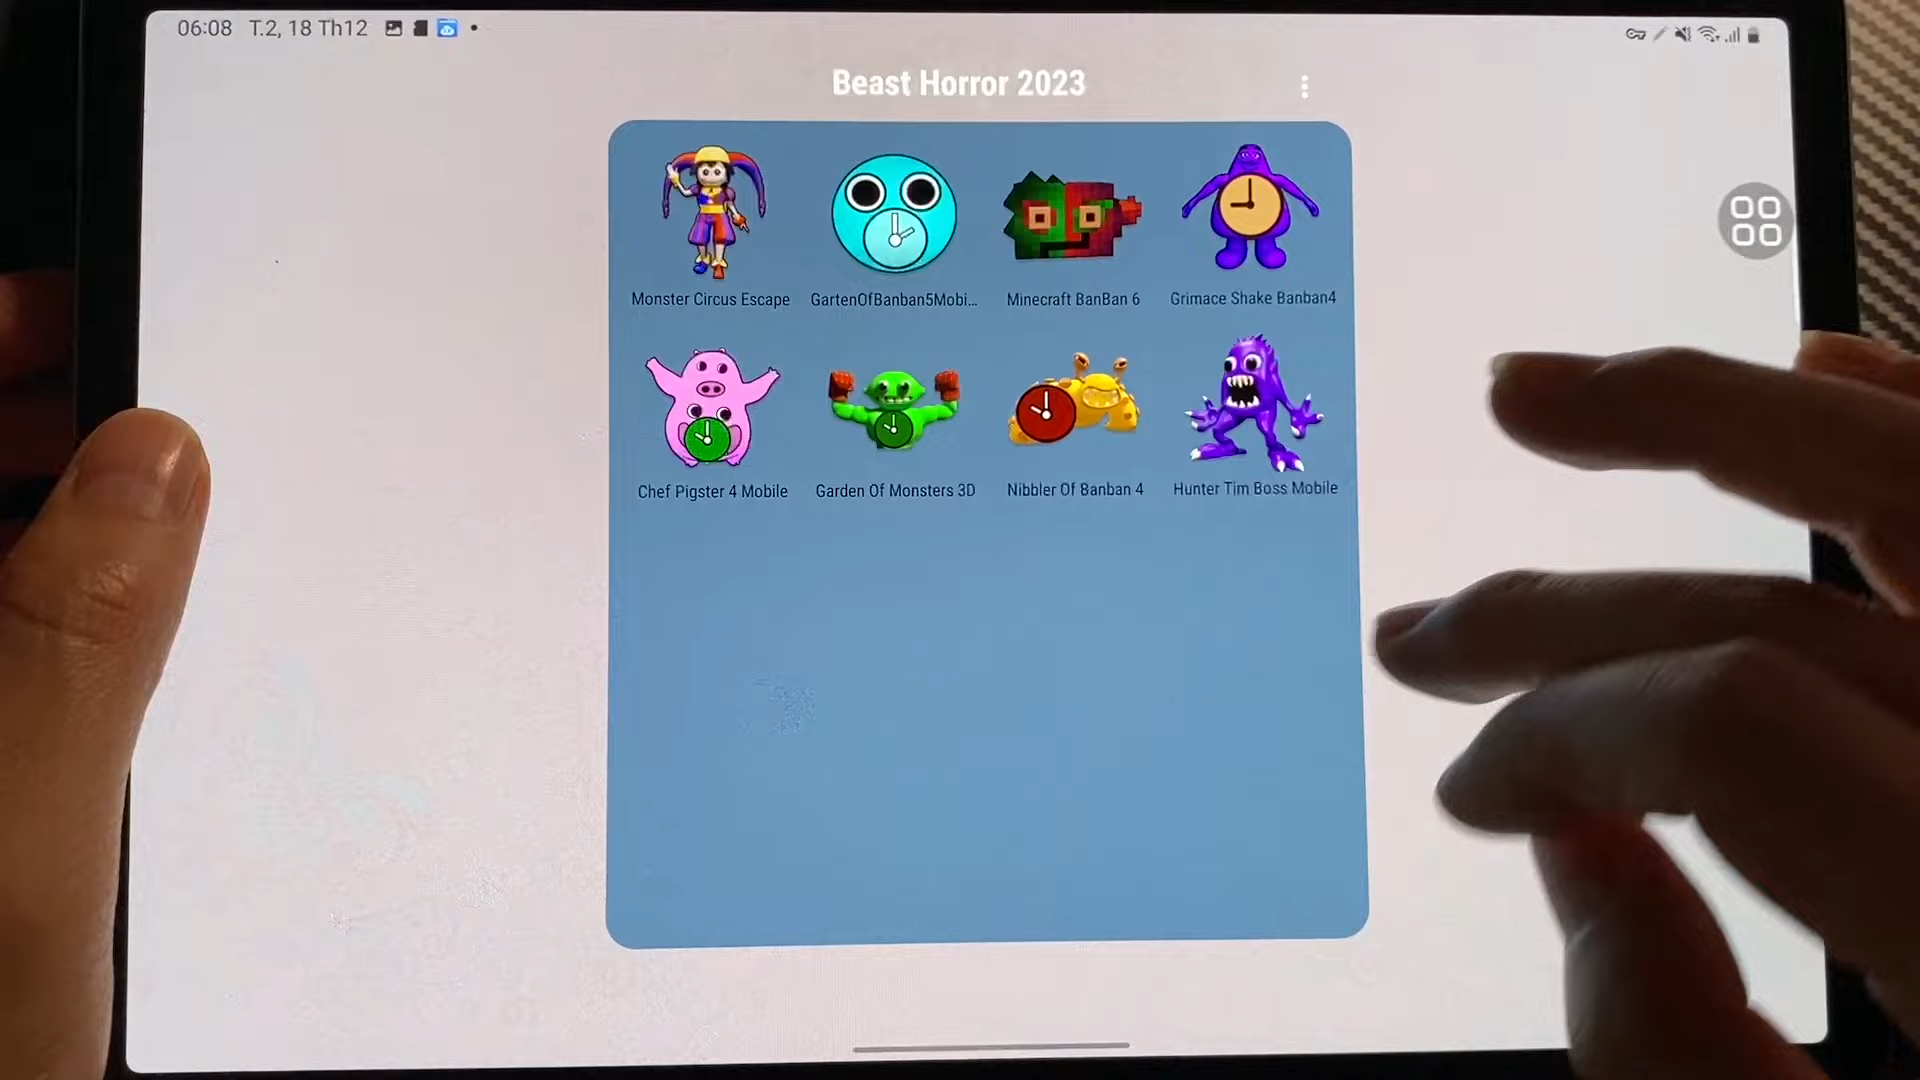 06:08 T.2, 18 Th12
Beast Horror 2023
Monster Circus Escape
GartenOfBanban5Mobi...
Minecraft BanBan 6
Grimace Shake Banban4
Chef Pigster 4 Mobile
Garden Of Monsters 3D
Nibbler Of Banban 4
Hunter Tim Boss Mobile